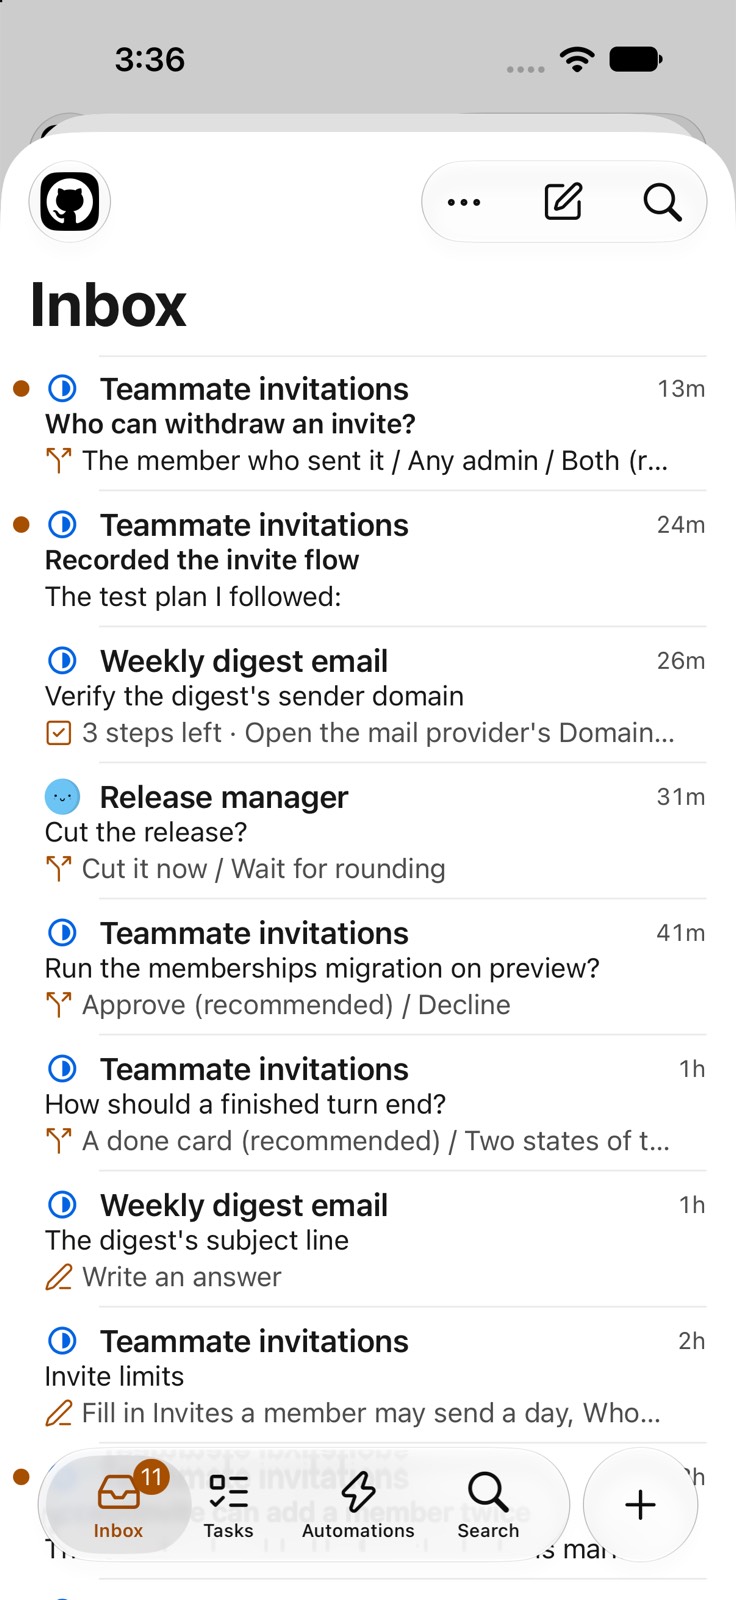 3:36
Inbox
Teammate invitations 13m
Who can withdraw an invite?
The member who sent it / Any admin / Both (r...
Teammate invitations 24m
Recorded the invite flow
The test plan I followed:
Weekly digest email 26m
Verify the digest's sender domain
3 steps left · Open the mail provider's Domain...
Release manager 31m
Cut the release?
Cut it now / Wait for rounding
Teammate invitations 41m
Run the memberships migration on preview?
Approve (recommended) / Decline
Teammate invitations 1h
How should a finished turn end?
A done card (recommended) / Two states of t...
Weekly digest email 1h
The digest's subject line
Write an answer
Teammate invitations 2h
Invite limits
Fill in Invites a member may send a day, Who...
invitations
can add a member twice
11
Inbox Tasks Automations Search